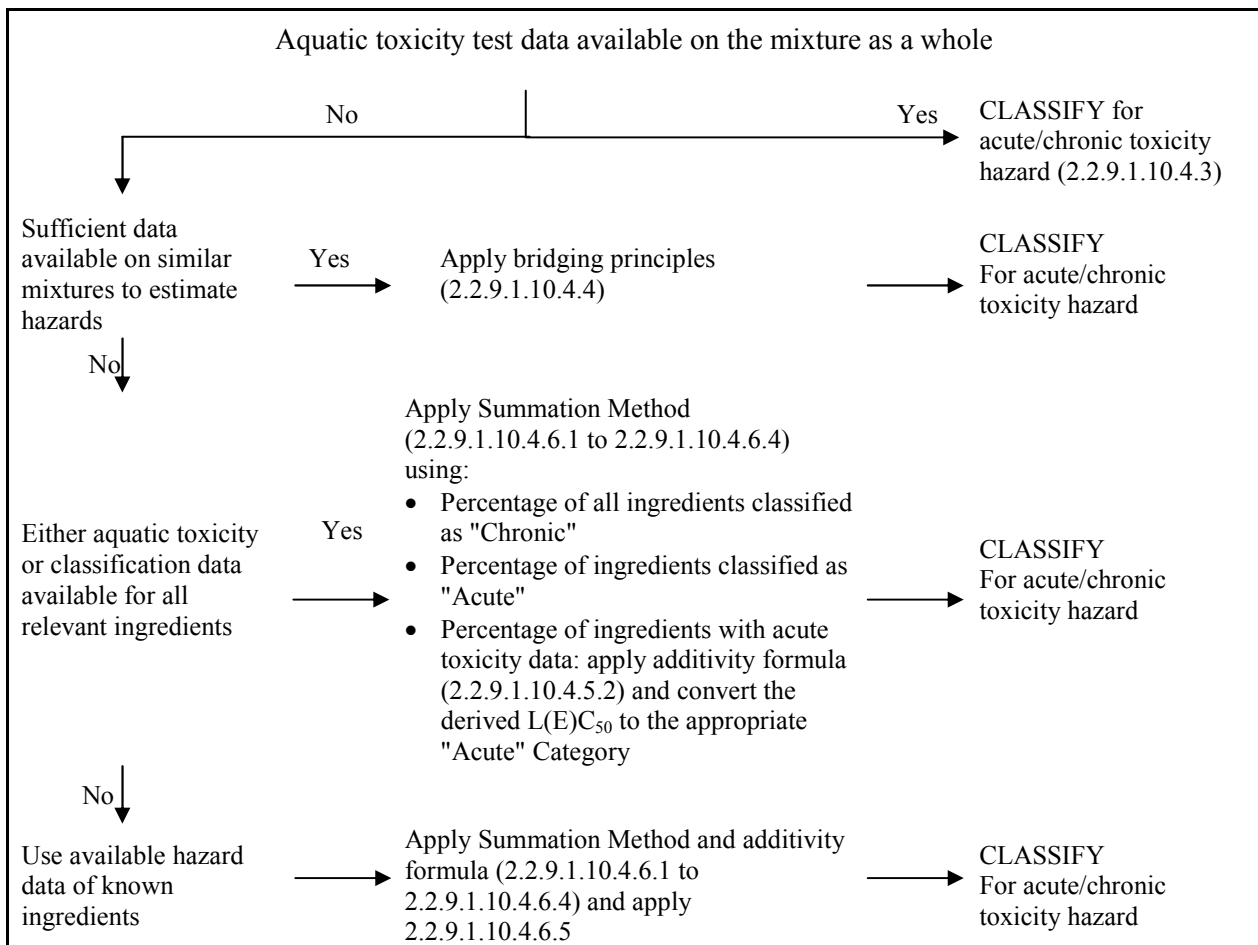 Aquatic toxicity test data available on the mixture as a whole
No
Yes
CLASSIFY for
acute/chronic toxicity
hazard (2.2.9.1.10.4.3)
Sufficient data
available on similar
mixtures to estimate
hazards
Yes
Apply bridging principles
(2.2.9.1.10.4.4)
CLASSIFY
For acute/chronic
toxicity hazard
No
Either aquatic toxicity
or classification data
available for all
relevant ingredients
Yes
Apply Summation Method
(2.2.9.1.10.4.6.1 to 2.2.9.1.10.4.6.4)
using:
• Percentage of all ingredients classified
as "Chronic"
• Percentage of ingredients classified as
"Acute"
• Percentage of ingredients with acute
toxicity data: apply additivity formula
(2.2.9.1.10.4.5.2) and convert the
derived L(E)C₅₀ to the appropriate
"Acute" Category
CLASSIFY
For acute/chronic
toxicity hazard
No
Use available hazard
data of known
ingredients
Apply Summation Method and additivity
formula (2.2.9.1.10.4.6.1 to
2.2.9.1.10.4.6.4) and apply
2.2.9.1.10.4.6.5
CLASSIFY
For acute/chronic
toxicity hazard